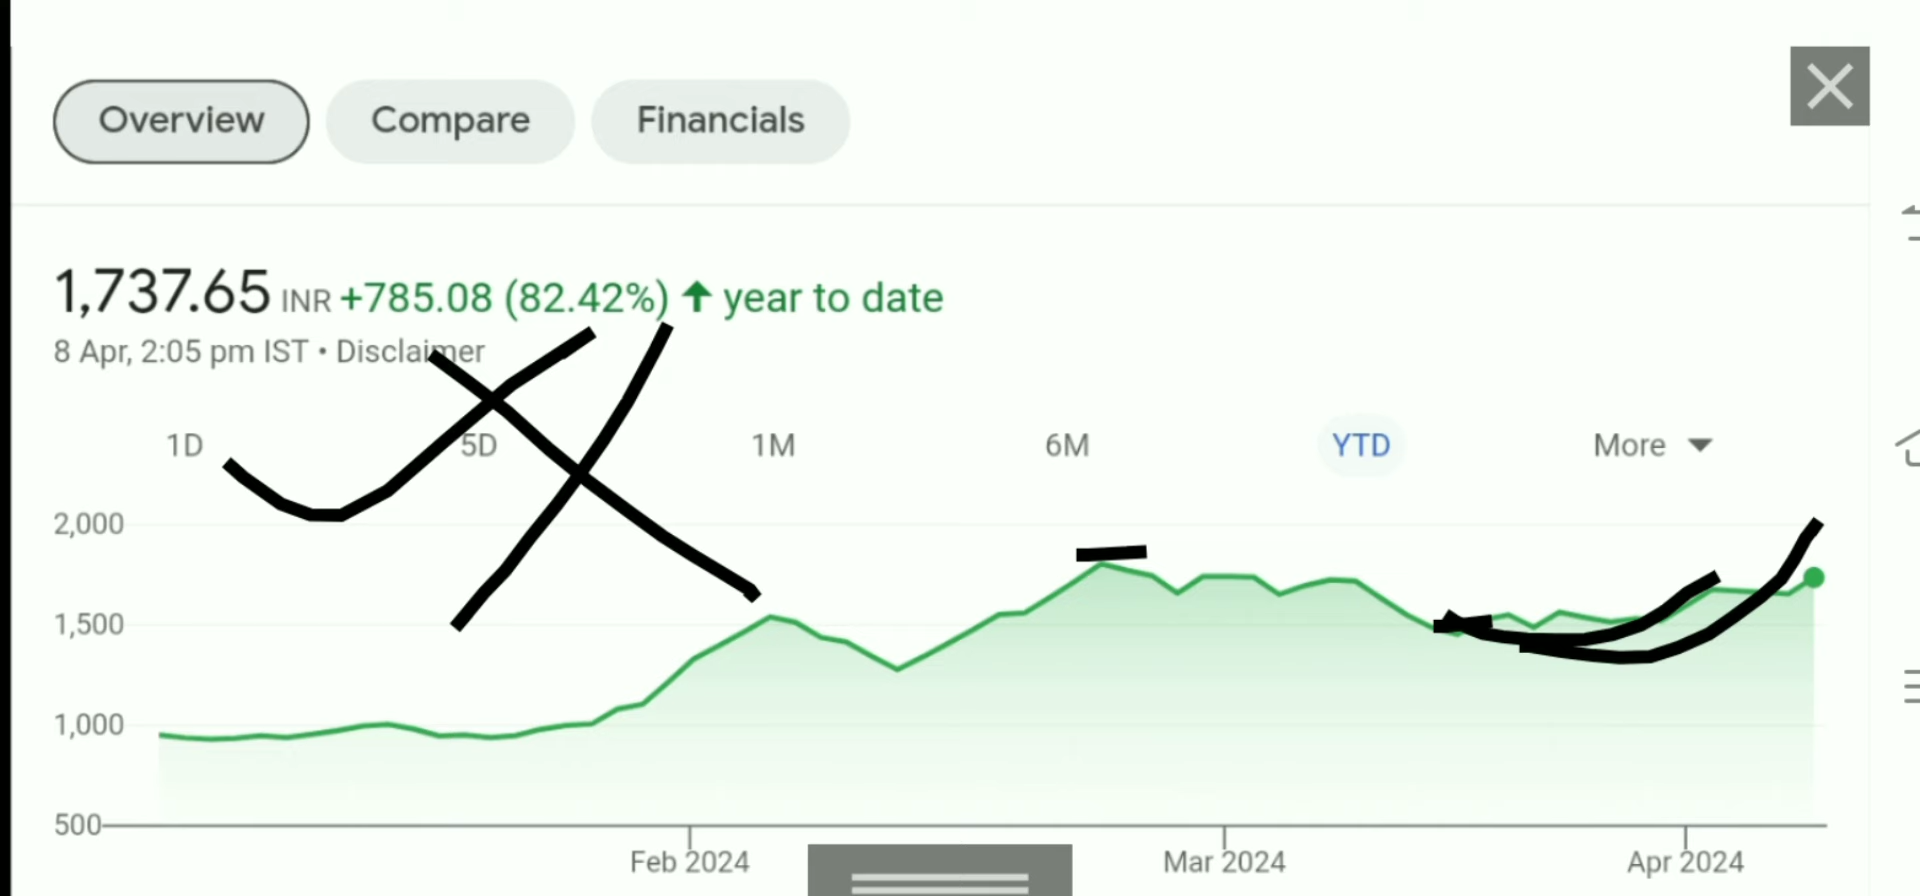 Overview Compare Financials
1,737.65 INR +785.08 (82.42%) ↑ year to date
8 Apr, 2:05 pm IST • Disclaimer
1D 5D 1M 6M YTD More
2,000
1,500
1,000
500
Feb 2024 Mar 2024 Apr 2024